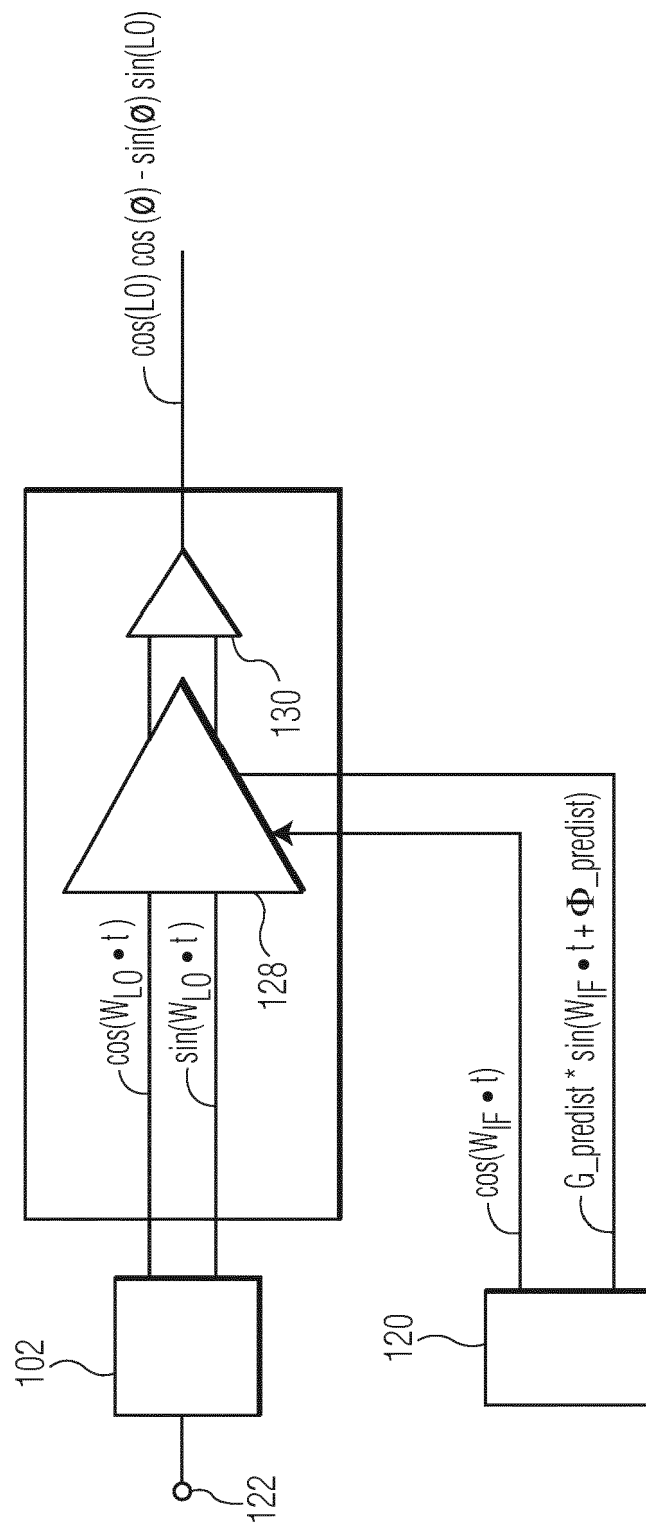 102
122
cos(W_LO • t)
sin(W_LO • t)
128
130
cos(LO) cos (ø) - sin(ø) sin(LO)
120
cos(W_IF • t)
G_predist * sin(W_IF • t + Φ_predist)